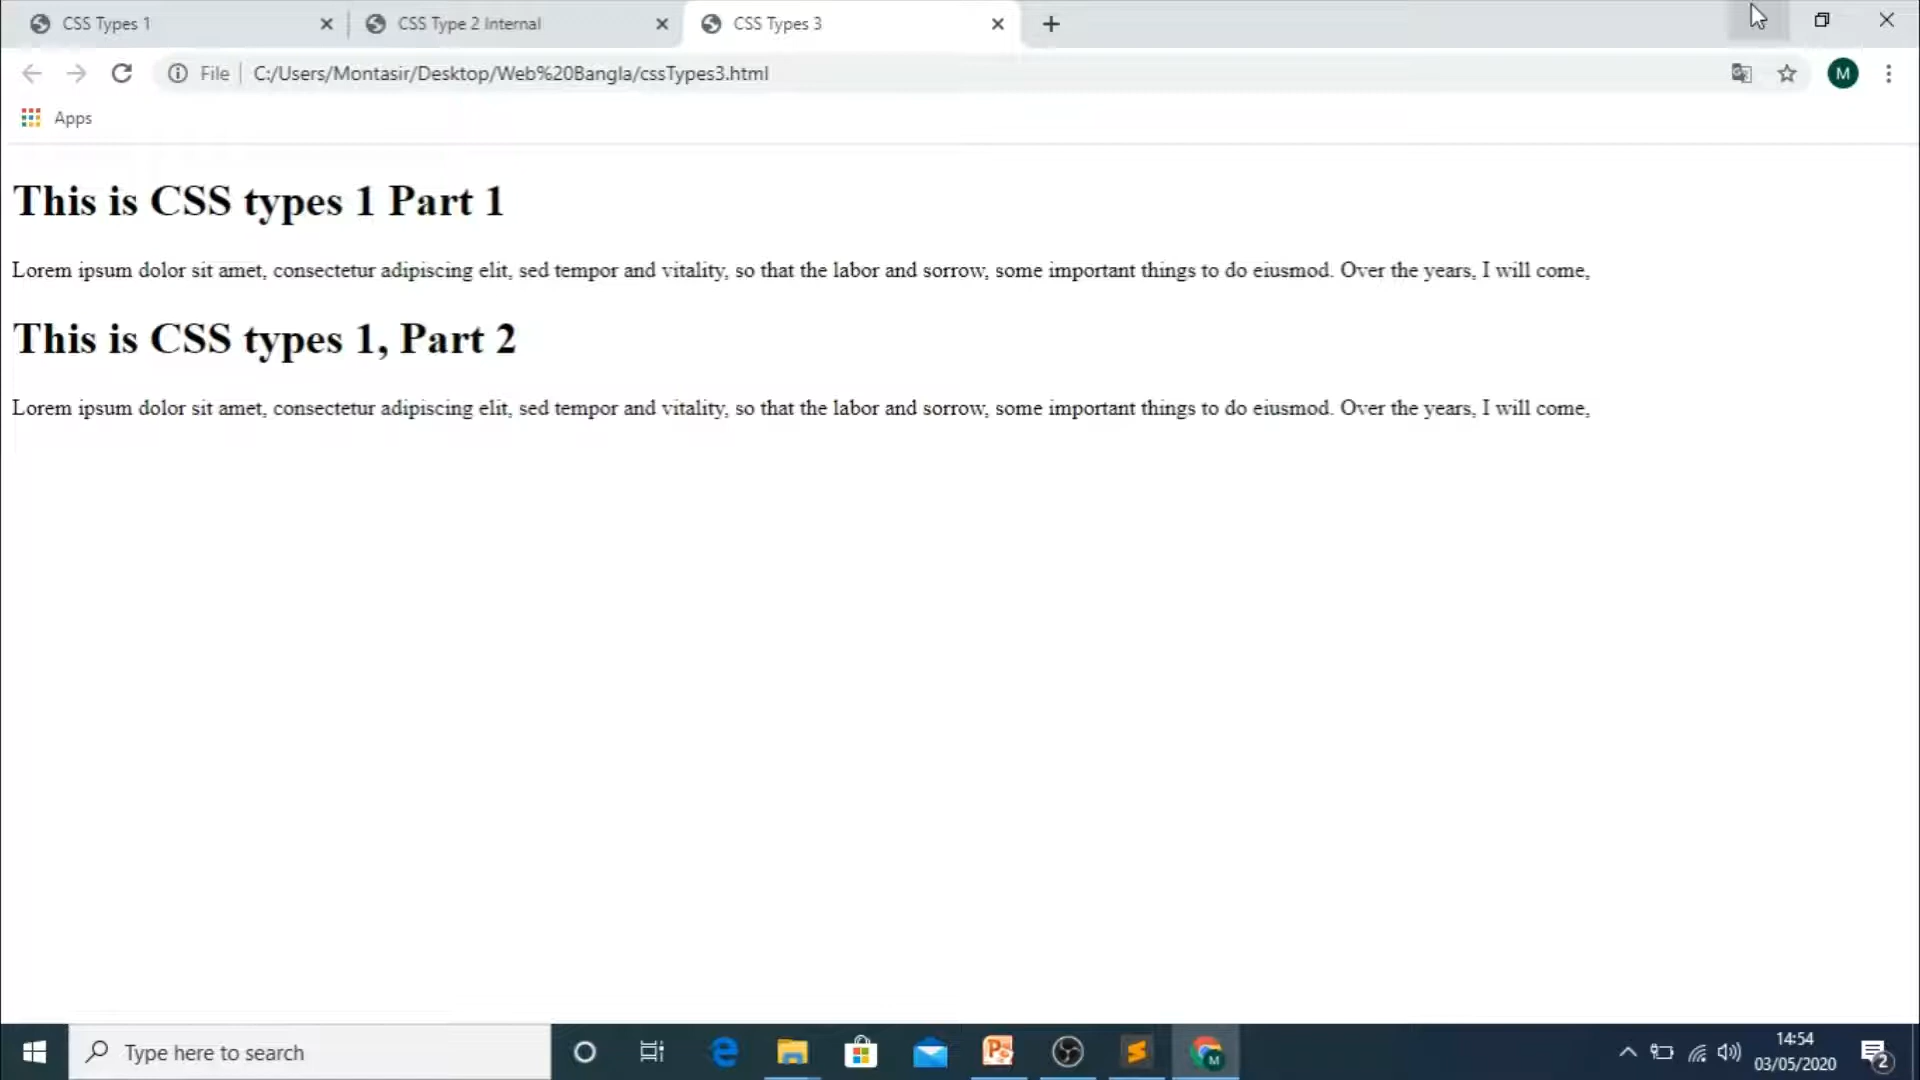 CSS Types 1
CSS Type 2 Internal
CSS Types 3
File
C:/Users/Montasir/Desktop/Web%20Bangla/cssTypes3.html
M
Apps
This is CSS types 1 Part 1
Lorem ipsum dolor sit amet, consectetur adipiscing elit, sed tempor and vitality, so that the labor and sorrow, some important things to do eiusmod. Over the years, I will come,
This is CSS types 1, Part 2
Lorem ipsum dolor sit amet, consectetur adipiscing elit, sed tempor and vitality, so that the labor and sorrow, some important things to do eiusmod. Over the years, I will come,
Type here to search
M
14:54
03/05/2020
2